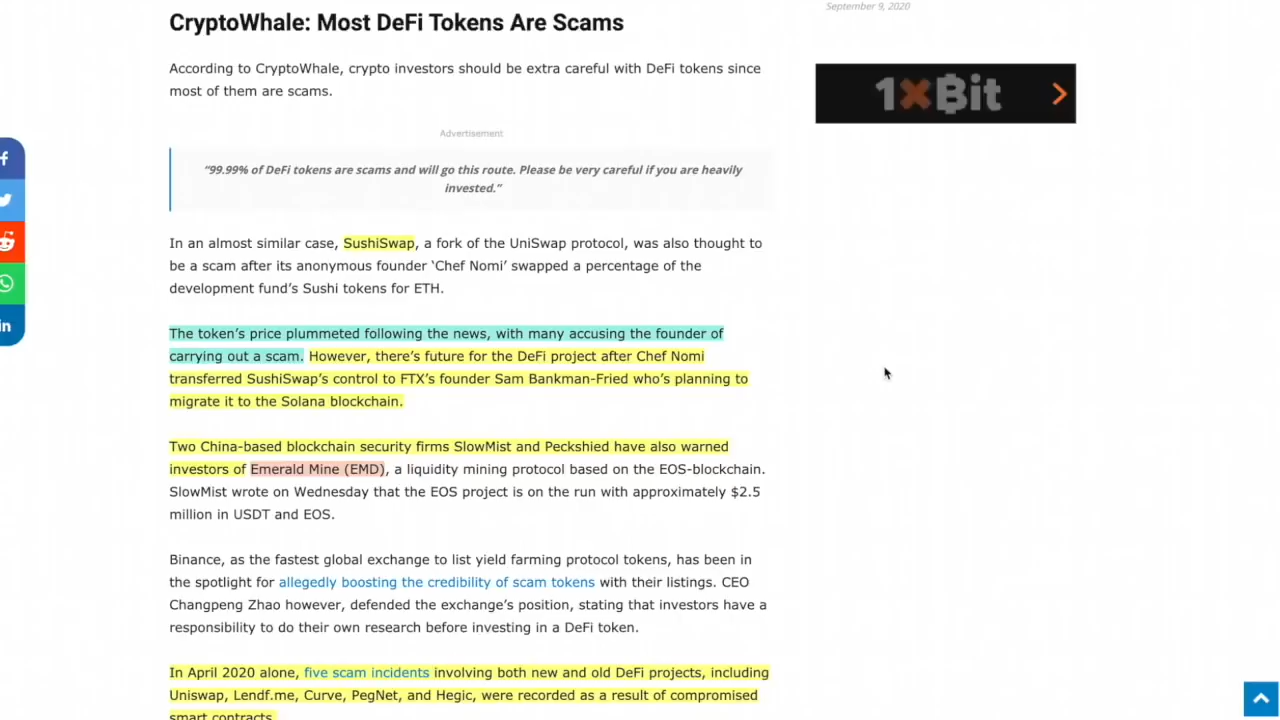 CryptoWhale: Most DeFi Tokens Are Scams
September 9, 2020
According to CryptoWhale, crypto investors should be extra careful with DeFi tokens since
most of them are scams.
1xBit
Advertisement
“99.99% of DeFi tokens are scams and will go this route. Please be very careful if you are heavily
invested.”
In an almost similar case, SushiSwap, a fork of the UniSwap protocol, was also thought to
be a scam after its anonymous founder ‘Chef Nomi’ swapped a percentage of the
development fund’s Sushi tokens for ETH.
The token’s price plummeted following the news, with many accusing the founder of
carrying out a scam. However, there’s future for the DeFi project after Chef Nomi
transferred SushiSwap’s control to FTX’s founder Sam Bankman-Fried who’s planning to
migrate it to the Solana blockchain.
Two China-based blockchain security firms SlowMist and Peckshied have also warned
investors of Emerald Mine (EMD), a liquidity mining protocol based on the EOS-blockchain.
SlowMist wrote on Wednesday that the EOS project is on the run with approximately $2.5
million in USDT and EOS.
Binance, as the fastest global exchange to list yield farming protocol tokens, has been in
the spotlight for allegedly boosting the credibility of scam tokens with their listings. CEO
Changpeng Zhao however, defended the exchange’s position, stating that investors have a
responsibility to do their own research before investing in a DeFi token.
In April 2020 alone, five scam incidents involving both new and old DeFi projects, including
Uniswap, Lendf.me, Curve, PegNet, and Hegic, were recorded as a result of compromised
smart contracts.